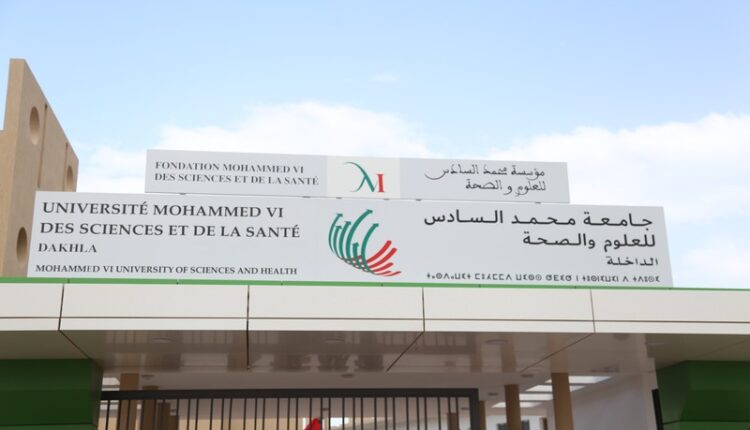 FONDATION MOHAMMED VI
DES SCIENCES ET DE LA SANTÉ
مؤسسة محمد السادس
للعلوم و الصحة
UNIVERSITÉ MOHAMMED VI
DES SCIENCES ET DE LA SANTÉ
DAKHLA
MOHAMMED VI UNIVERSITY OF SCIENCES AND HEALTH
جامعة محمد السادس
للعلوم والصحة
الداخلة